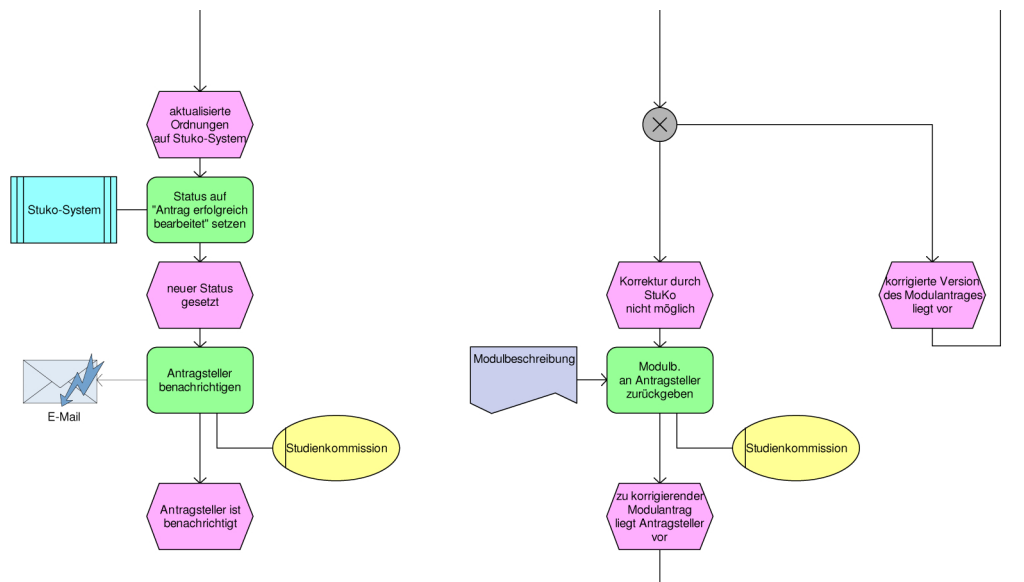 aktualisierte
Ordnungen
auf Stuko-System
Stuko-System
Status auf
"Antrag erfolgreich
bearbeitet" setzen
neuer Status
gesetzt
Antragsteller
benachrichtigen
E-Mail
Studienkommission
Antragsteller ist
benachrichtigt
Korrektur durch
StuKo
nicht möglich
korrigierte Version
des Modulantrages
liegt vor
Modulbeschreibung
Modulb.
an Antragsteller
zurückgeben
Studienkommission
zu korrigierender
Modulantrag
liegt Antragsteller
vor